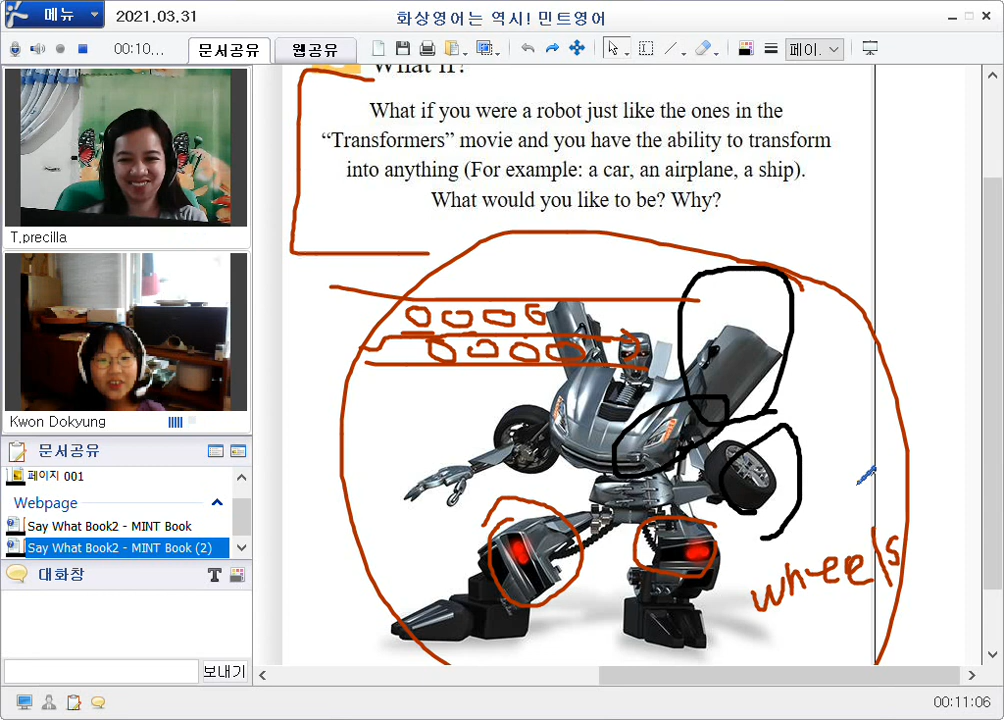 메뉴
2021.03.31
화상영어는 역시! 민트영어
00:10...
문서공유
웹공유
페이.
What if?
What if you were a robot just like the ones in the
“Transformers” movie and you have the ability to transform
into anything (For example: a car, an airplane, a ship).
What would you like to be? Why?
T.precilla
Kwon Dokyung
wheels
문서공유
페이지 001
Webpage
Say What Book2 - MINT Book
Say What Book2 - MINT Book (2)
대화창
T
보내기
00:11:06